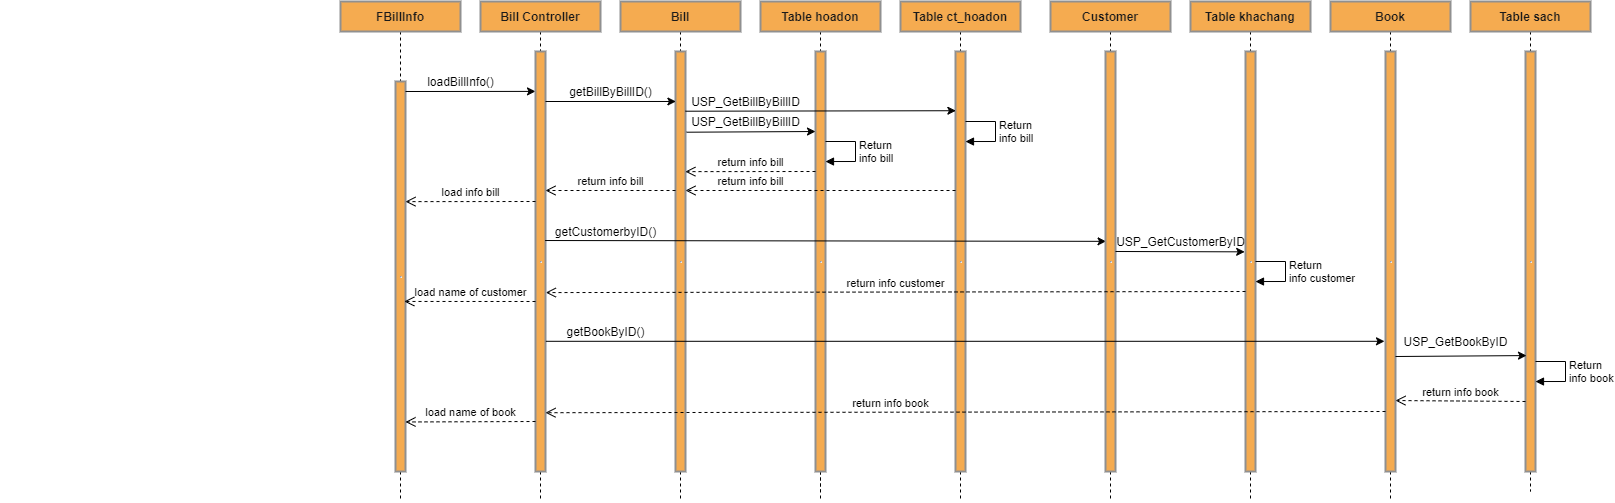 FBillInfo
Bill Controller
Bill
Table hoadon
Table ct_hoadon
Customer
Table khachang
Book
Table sach
loadBillInfo()
getBillByBillID()
USP_GetBillByBillID
USP_GetBillByBillID
Return
info bill
Return
info bill
return info bill
return info bill
return info bill
load info bill
getCustomerbyID()
USP_GetCustomerByID
Return
info customer
return info customer
load name of customer
getBookByID()
USP_GetBookByID
Return
info book
return info book
return info book
load name of book